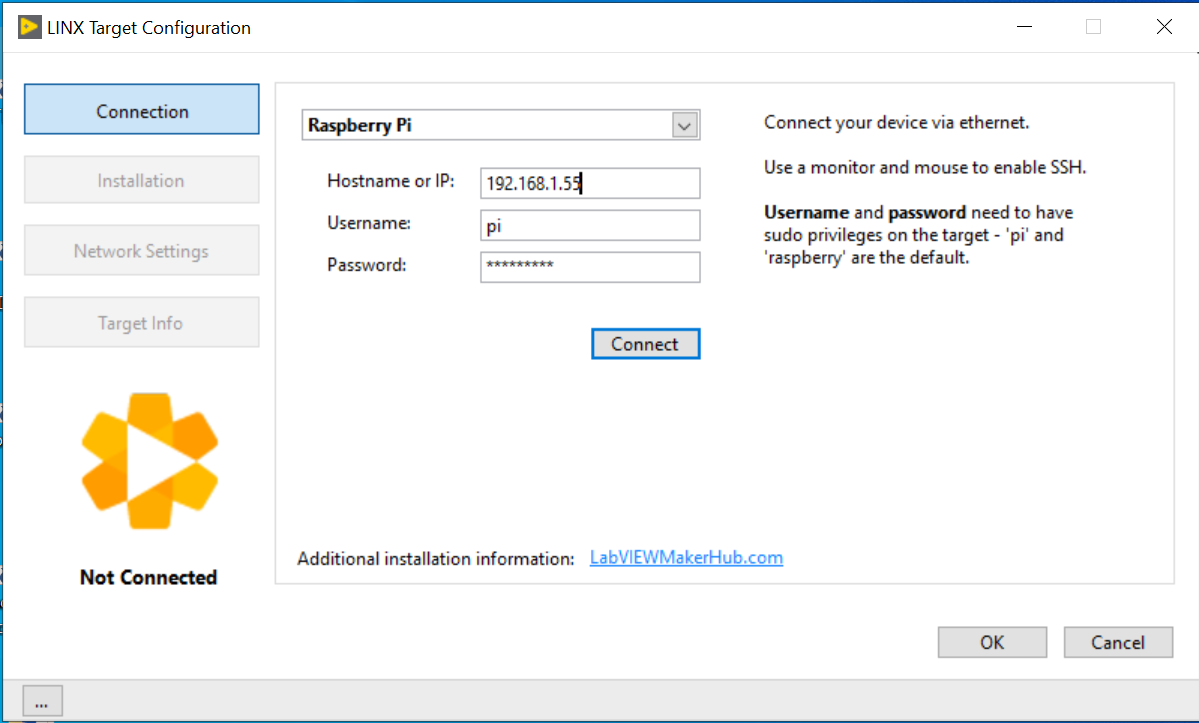 LINX Target Configuration
Connection
Installation
Network Settings
Target Info
Not Connected
Raspberry Pi
Hostname or IP: 192.168.1.55
Username: pi
Password: *********
Connect
Connect your device via ethernet.
Use a monitor and mouse to enable SSH.
Username and password need to have
sudo privileges on the target - 'pi' and
'raspberry' are the default.
Additional installation information: LabVIEWMakerHub.com
OK Cancel
...